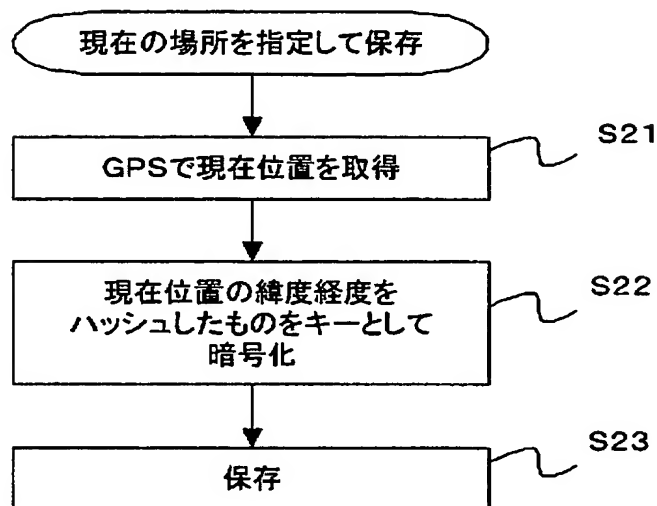 現在の場所を指定して保存
S21
GPSで現在位置を取得
S22
現在位置の緯度経度を
ハッシュしたものをキーとして
暗号化
S23
保存